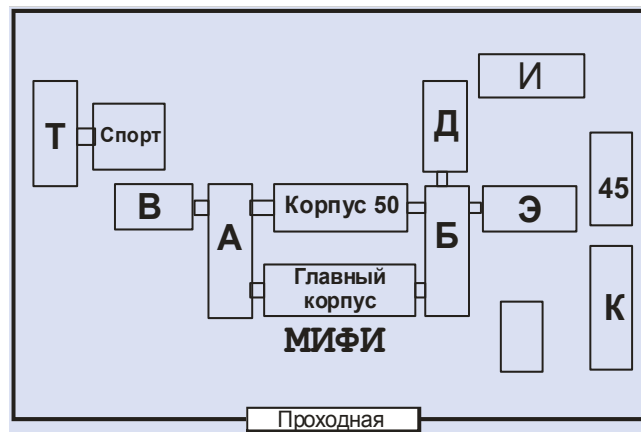 И
Т
Спорт
Д
45
В
А
Корпус 50
Б
Э
Главный
корпус
К
МИФИ
Проходная